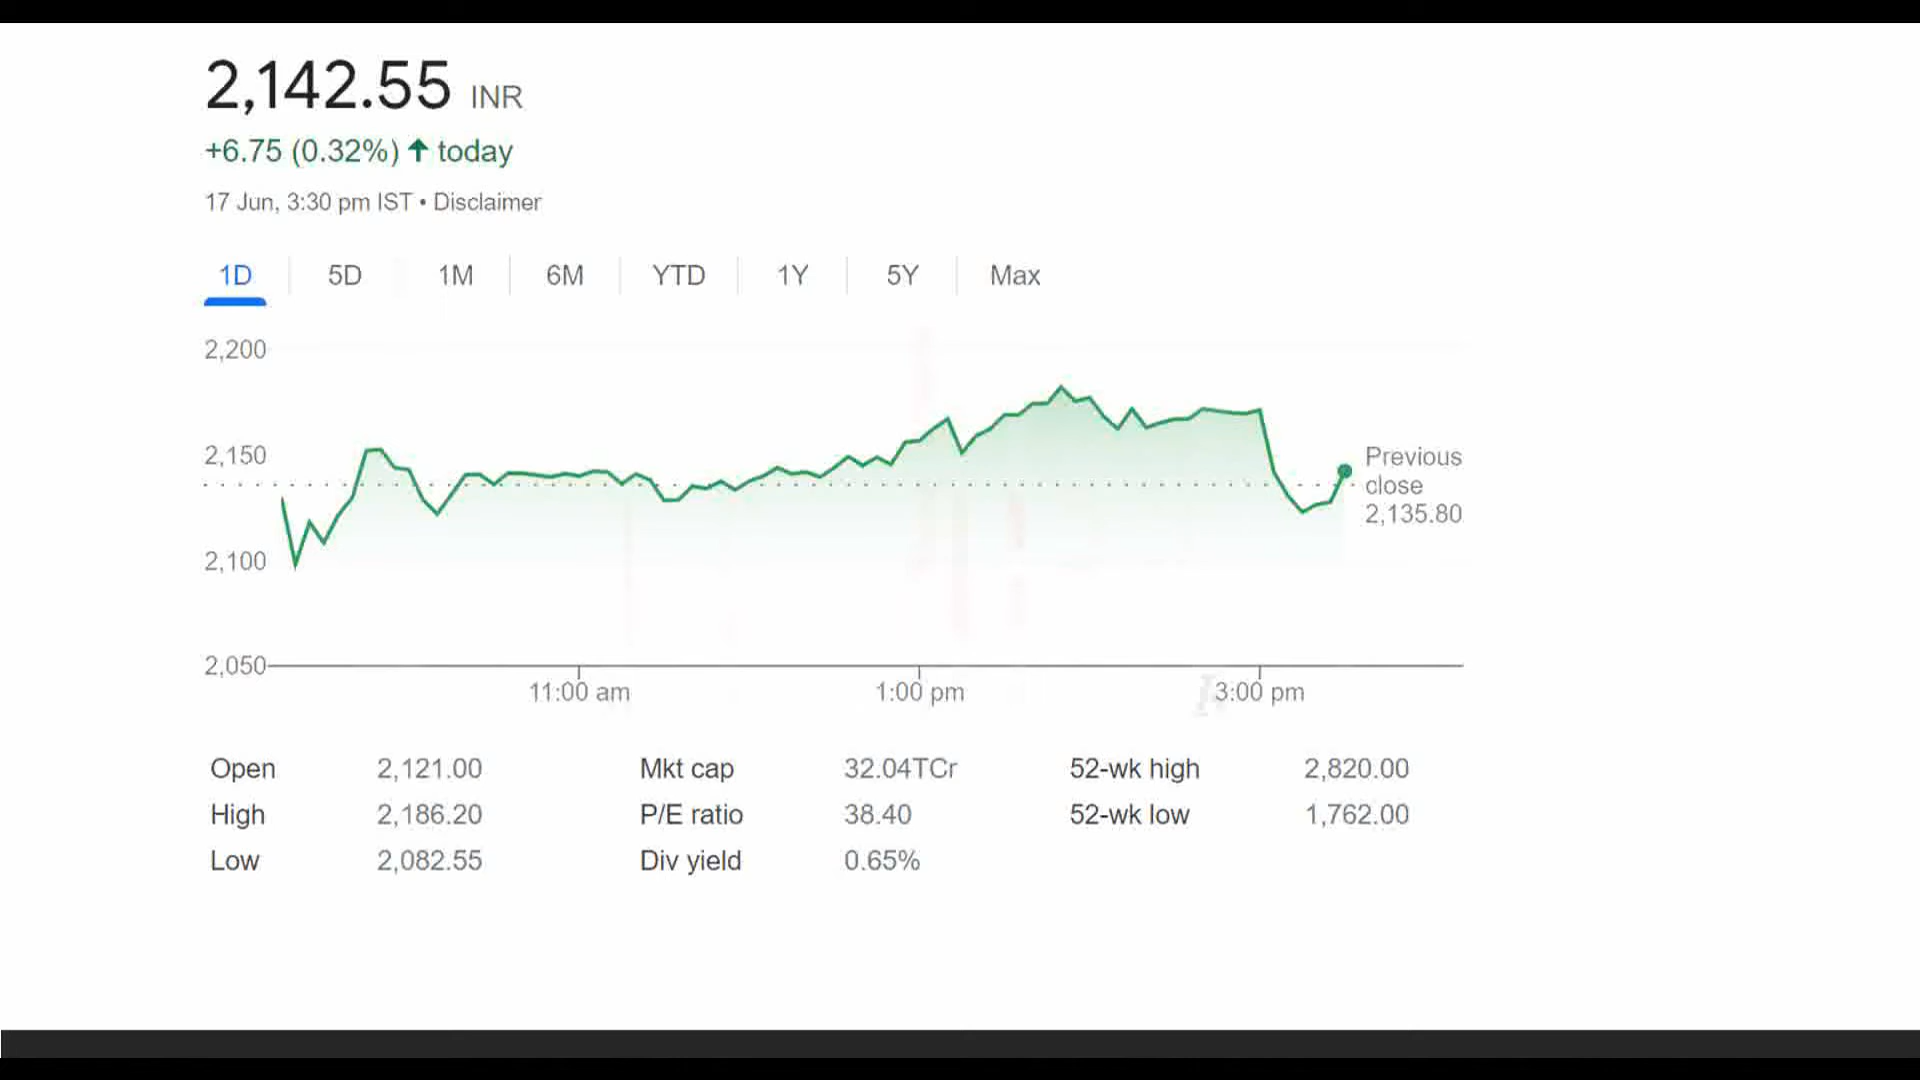 2,142.55 INR
+6.75 (0.32%) ↑ today
17 Jun, 3:30 pm IST • Disclaimer
1D 5D 1M 6M YTD 1Y 5Y Max
2,200
2,150
2,100
2,050
Previous
close
2,135.80
11:00 am 1:00 pm 3:00 pm
Open 2,121.00 Mkt cap 32.04TCr 52-wk high 2,820.00
High 2,186.20 P/E ratio 38.40 52-wk low 1,762.00
Low 2,082.55 Div yield 0.65%